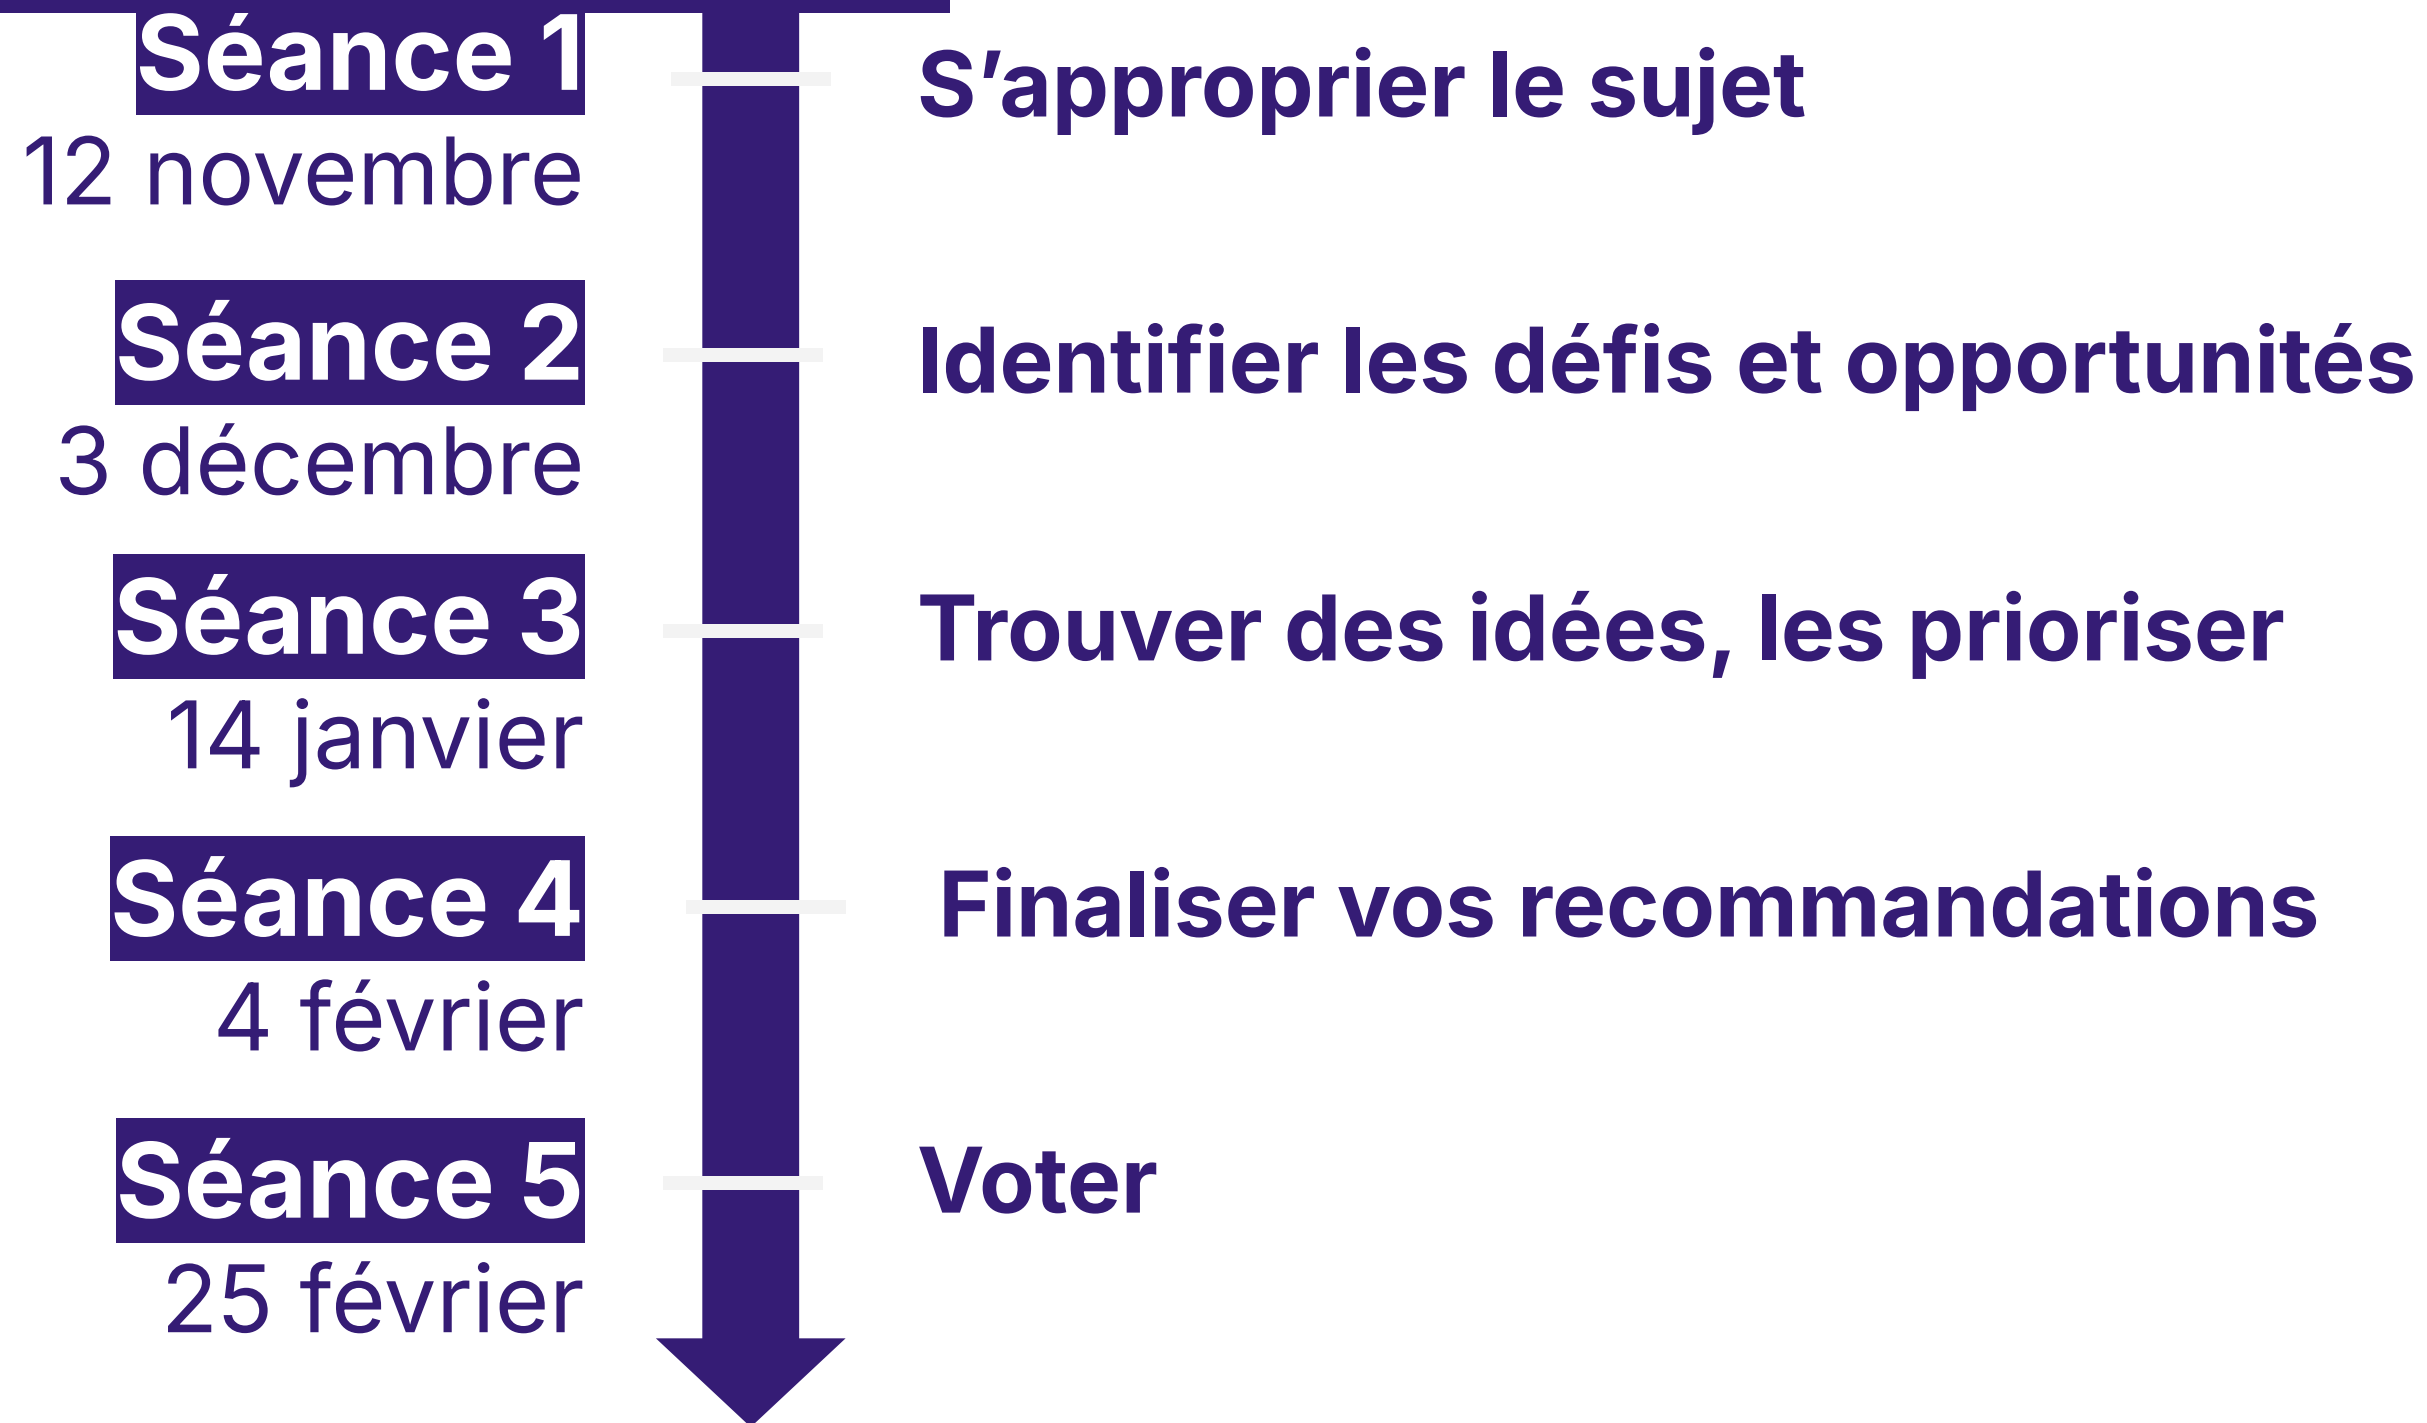 Séance 1
12 novembre
S’approprier le sujet
Séance 2
3 décembre
Identifier les défis et opportunités
Séance 3
14 janvier
Trouver des idées, les prioriser
Séance 4
4 février
Finaliser vos recommandations
Séance 5
25 février
Voter